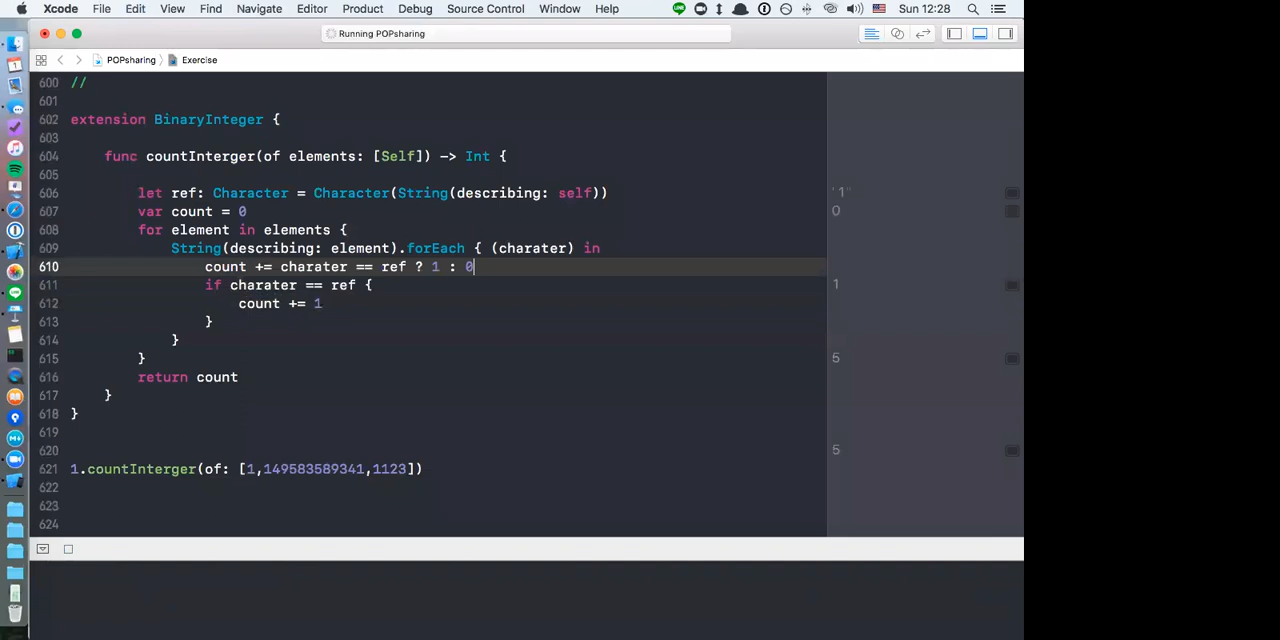 Xcode File Edit View Find Navigate Editor Product Debug Source Control Window Help Sun 12:28
Running POPsharing
POPsharing Exercise
600 //
601
602 extension BinaryInteger {
603
604 func countInterger(of elements: [Self]) -> Int {
605
606 let ref: Character = Character(String(describing: self)) "1"
607 var count = 0 0
608 for element in elements {
609 String(describing: element).forEach { (charater) in
610 count += charater == ref ? 1 : 0
611 if charater == ref { 1
612 count += 1
613 }
614 }
615 } 5
616 return count
617 }
618 }
619
620 5
621 1.countInterger(of: [1,149583589341,1123])
622
623
624